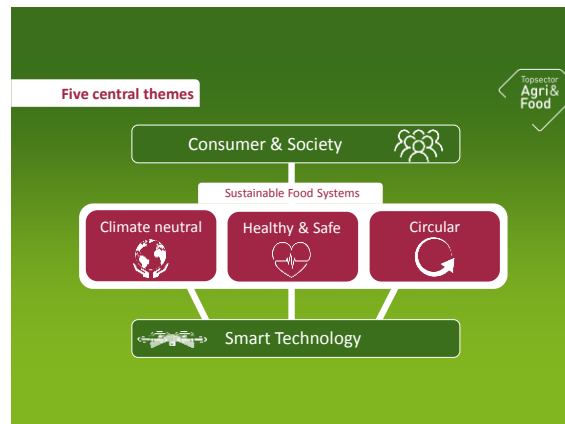 Five central themes
Topsector
Agri&
Food
Consumer & Society
Sustainable Food Systems
Climate neutral
Healthy & Safe
Circular
Smart Technology